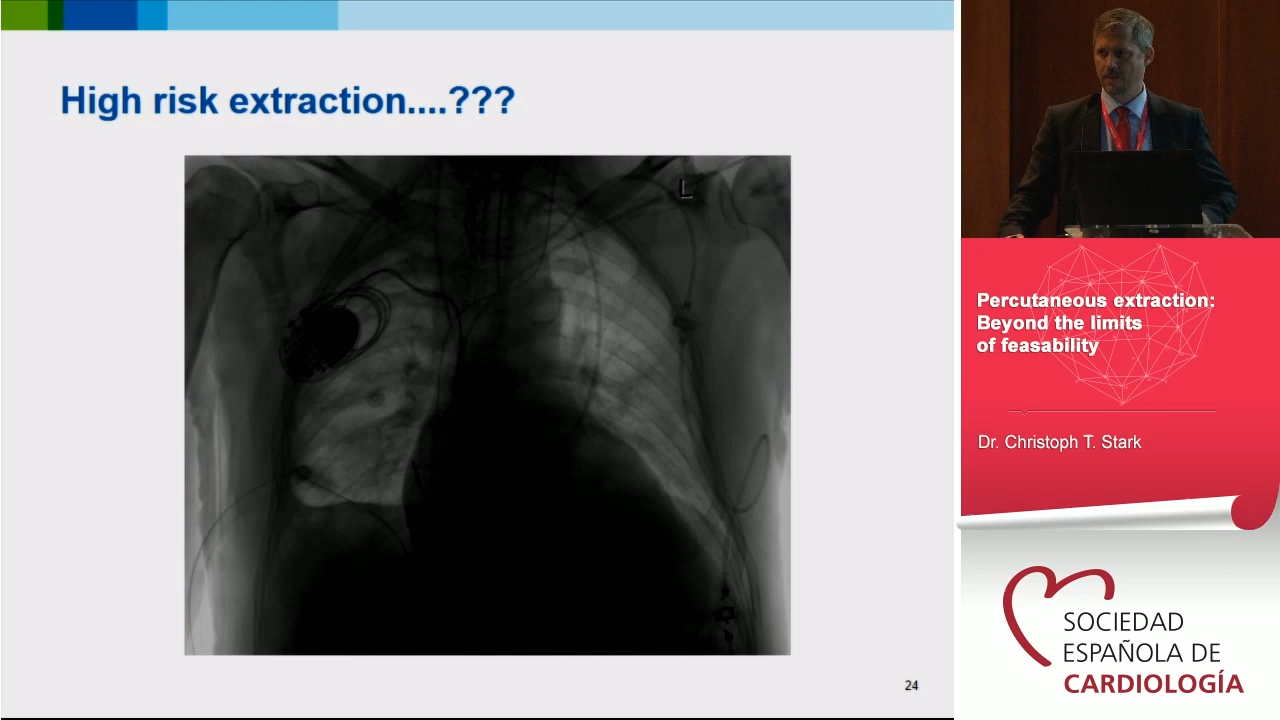 High risk extraction....???
L
24
Percutaneous extraction:
Beyond the limits
of feasability
Dr. Christoph T. Stark
SOCIEDAD
ESPAÑOLA DE
CARDIOLOGÍA